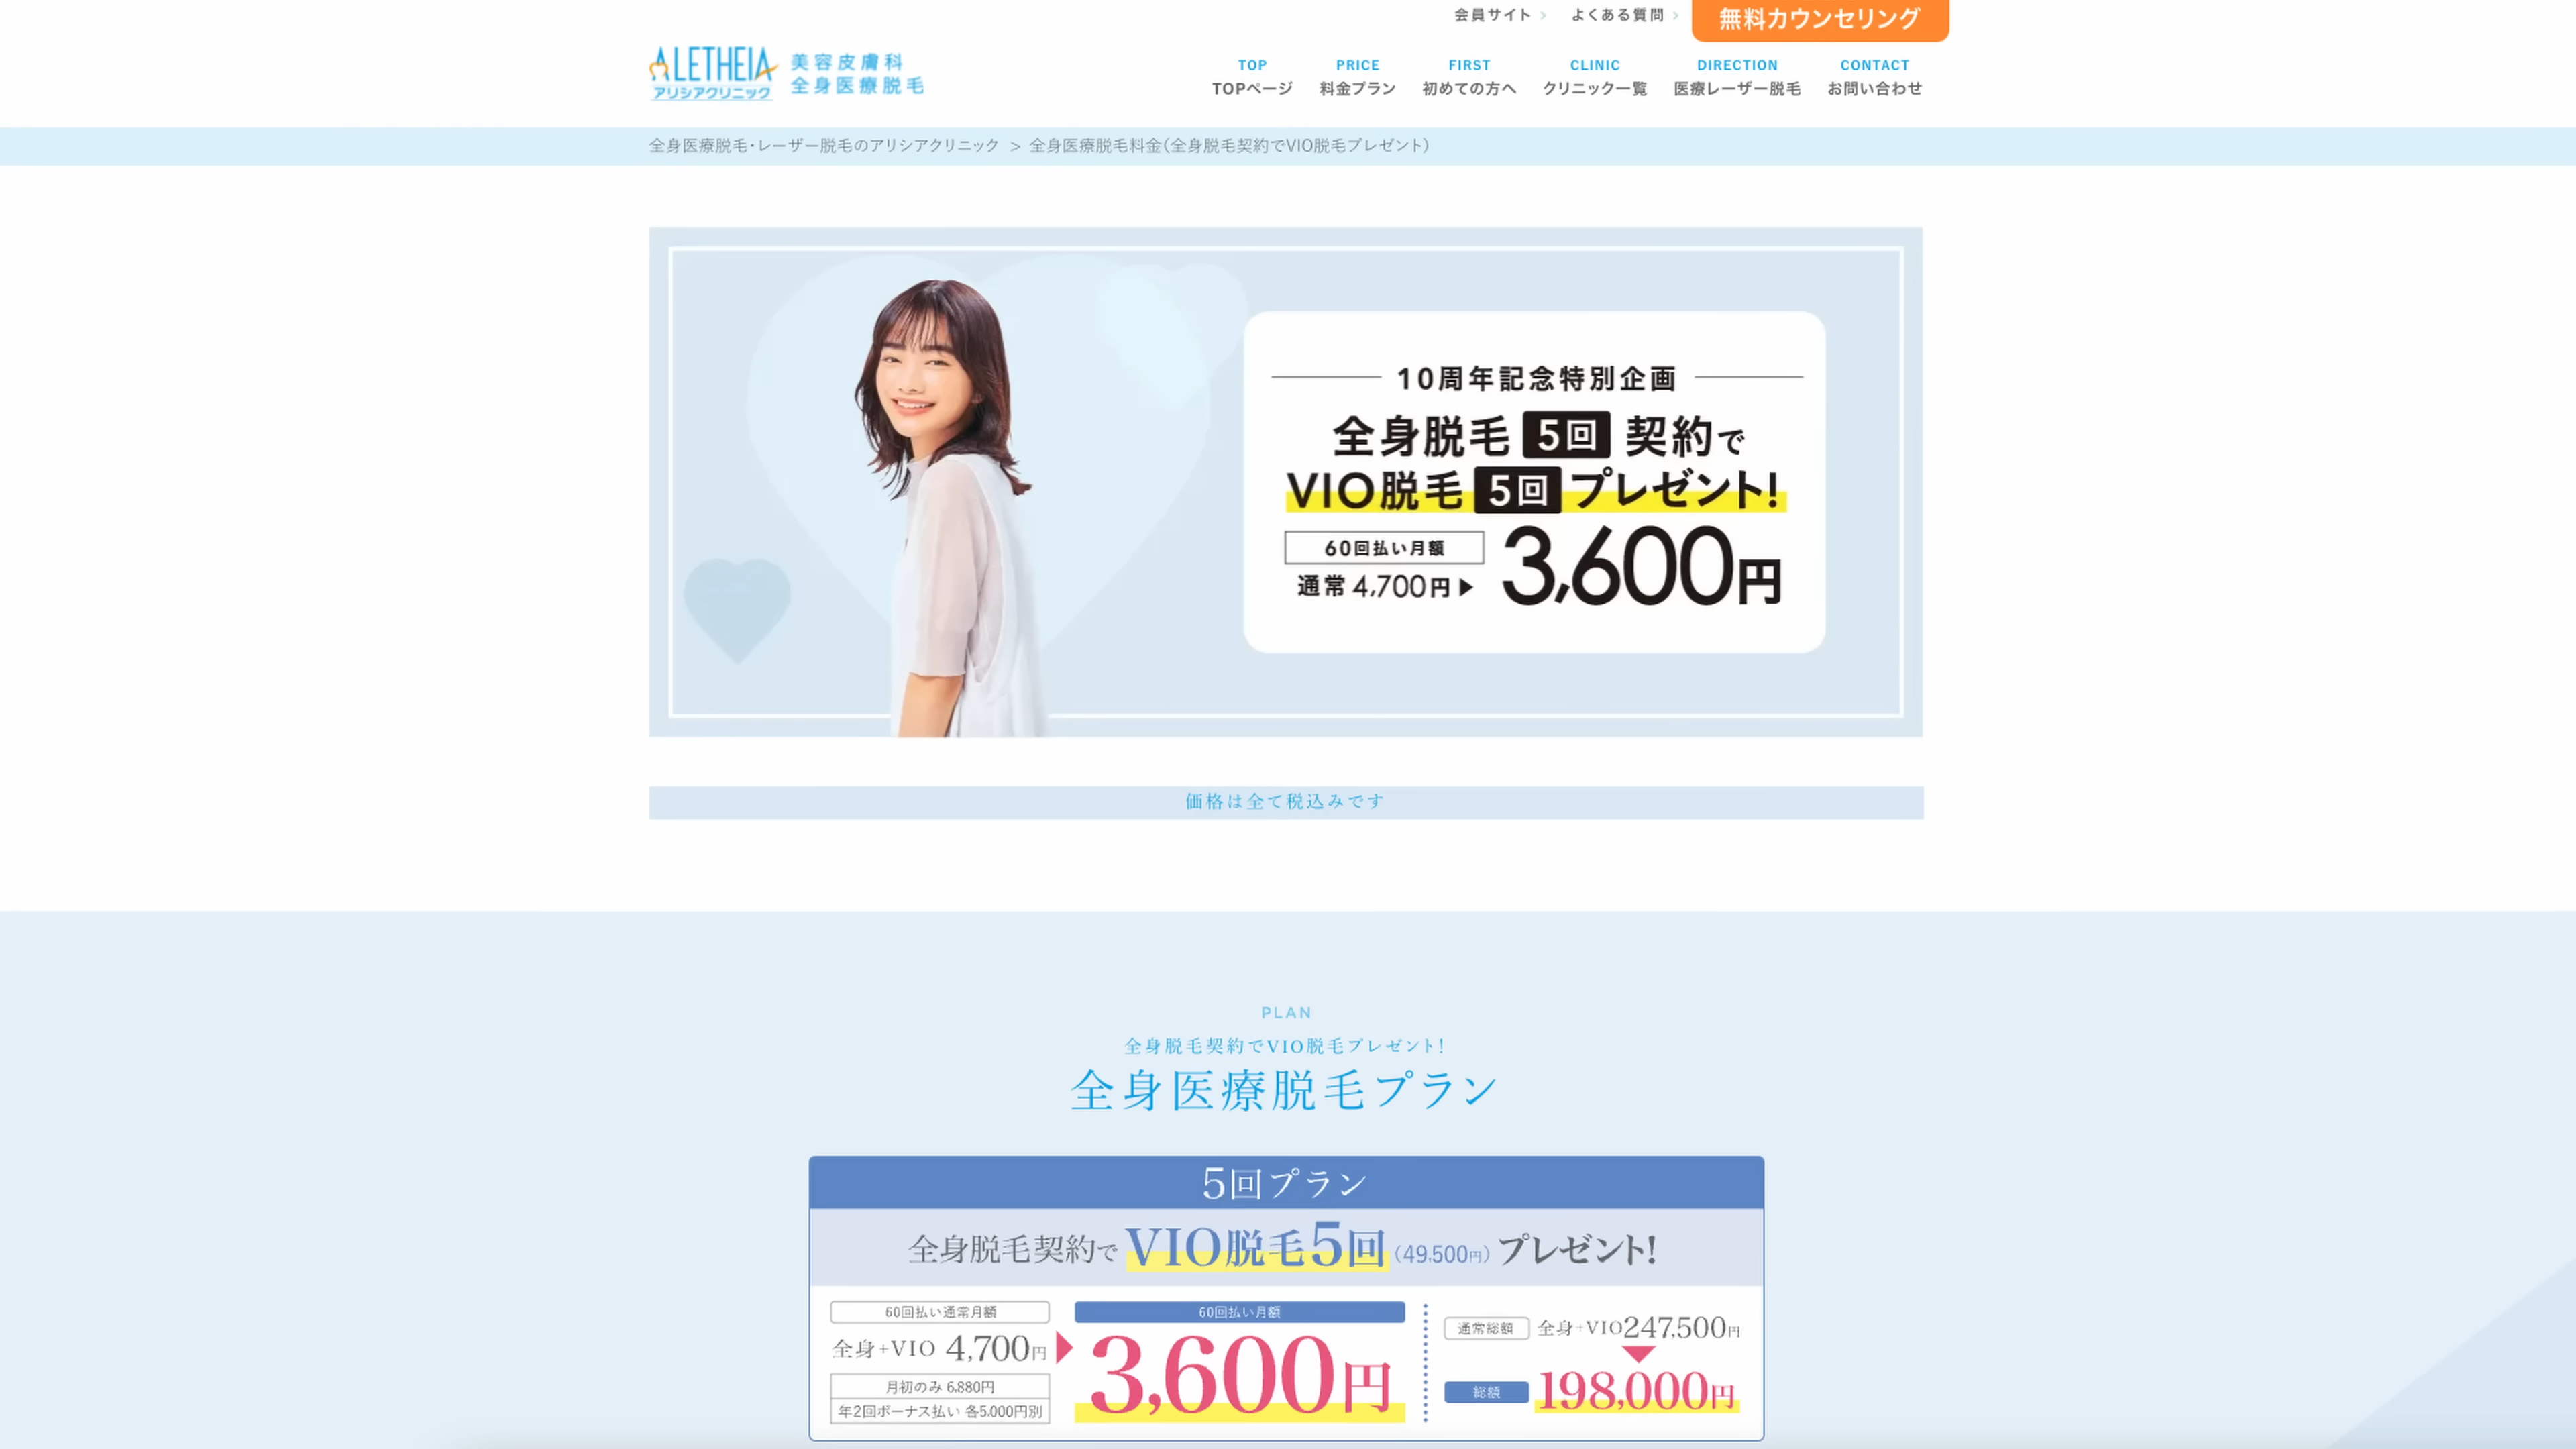 会員サイト
よくある質問
無料カウンセリング
ALETHEIA
アリシアクリニック
美容皮膚科
全身医療脱毛
TOP
TOPページ
PRICE
料金プラン
FIRST
初めての方へ
CLINIC
クリニック一覧
DIRECTION
医療レーザー脱毛
CONTACT
お問い合わせ
全身医療脱毛・レーザー脱毛のアリシアクリニック > 全身医療脱毛料金(全身脱毛契約でVIO脱毛プレゼント)
10周年記念特別企画
全身脱毛 5回 契約で
VIO脱毛 5回 プレゼント!
60回払い月額
通常 4,700円▶
3,600円
価格は全て税込みです
PLAN
全身脱毛契約でVIO脱毛プレゼント!
全身医療脱毛プラン
5回プラン
全身脱毛契約で VIO脱毛5回 (49,500円) プレゼント!
60回払い通常月額
全身+VIO 4,700円
月初のみ 6,880円
年2回ボーナス払い 各5,000円別
60回払い月額
3,600円
通常総額 全身+VIO247,500円
総額 198,000円